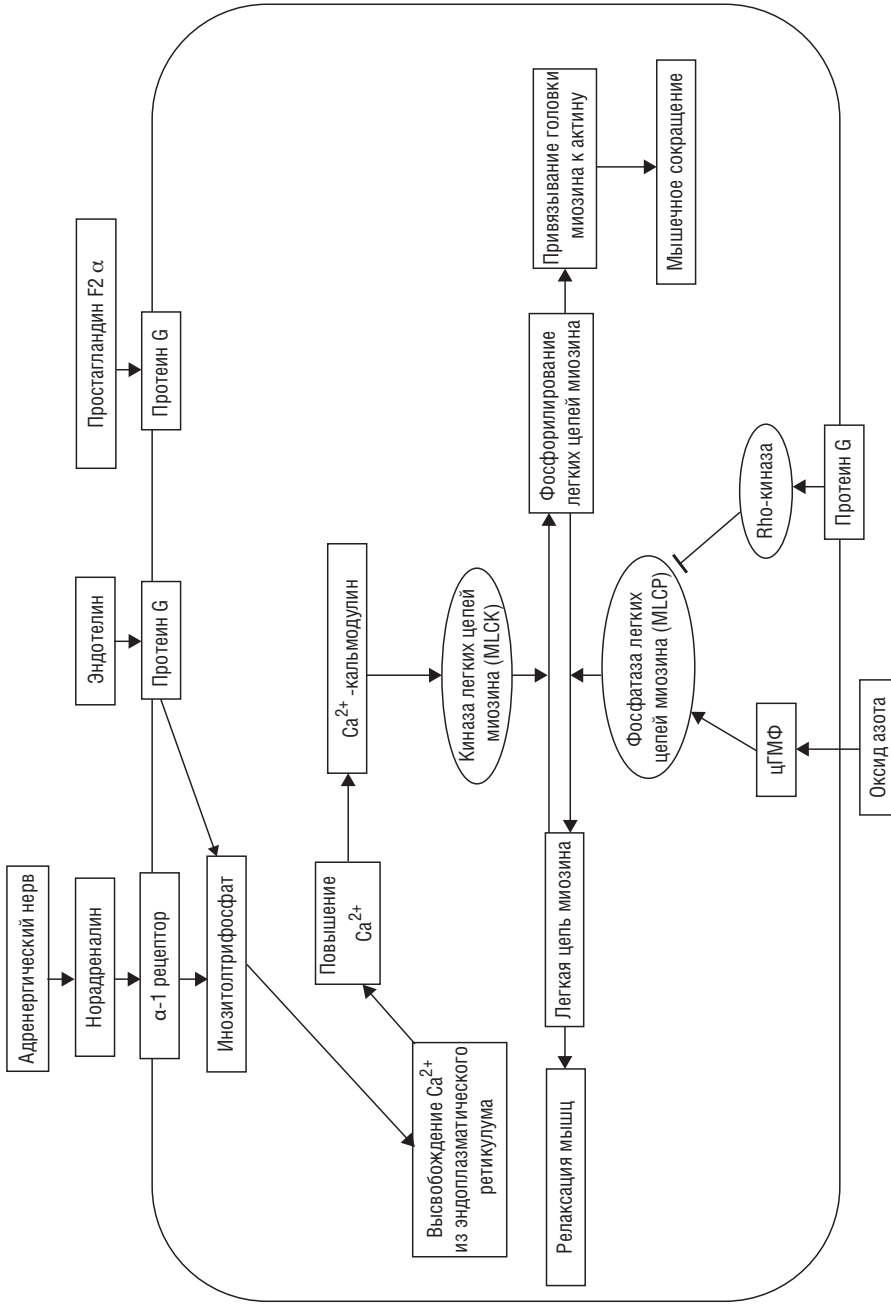 Адренергический нерв
Норадреналин
α-1 рецептор
Инозитолтрифосфат
Эндотелин
Протеин G
Простагландин F2 α
Протеин G
Высвобождение Ca²⁺
из эндоплазматического
ретикулума
Повышение
Ca²⁺
Ca²⁺-кальмодулин
Киназа легких цепей
миозина (MLCK)
Релаксация мышц
Легкая цепь миозина
Фосфорилирование
легких цепей миозина
Привязывание головки
миозина к актину
Мышечное сокращение
Фосфатаза легких
цепей миозина (MLCP)
Rho-киназа
Протеин G
цГМФ
Оксид азота